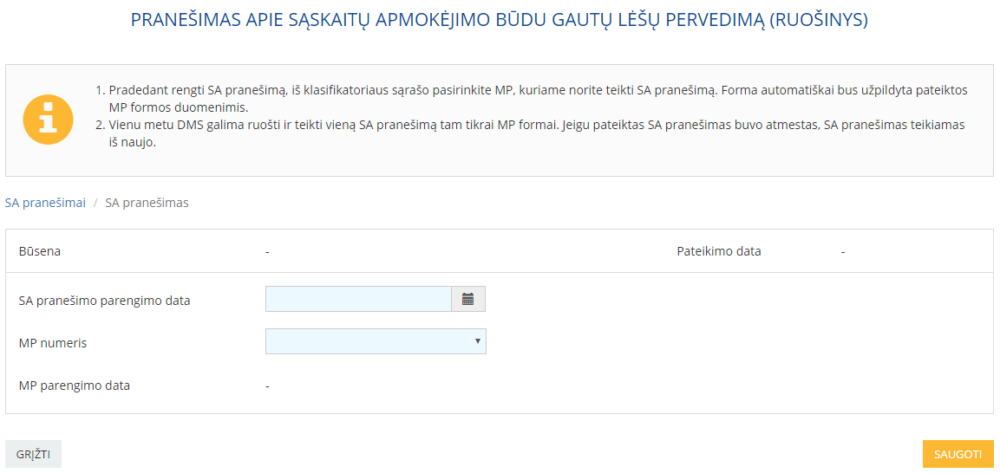 PRANEŠIMAS APIE SĄSKAITŲ APMOKĖJIMO BŪDU GAUTŲ LĖŠŲ PERVEDIMĄ (RUOŠINYS)
1. Pradedant rengti SA pranešimą, iš klasifikatoriaus sąrašo pasirinkite MP, kuriame norite teikti SA pranešimą. Forma automatiškai bus užpildyta pateiktos
MP formos duomenimis.
2. Vienu metu DMS galima ruošti ir teikti vieną SA pranešimą tam tikrai MP formai. Jeigu pateiktas SA pranešimas buvo atmestas, SA pranešimas teikiamas
iš naujo.
SA pranešimai / SA pranešimas
Būsena - Pateikimo data -
SA pranešimo parengimo data
MP numeris
MP parengimo data -
GRĮŽTI SAUGOTI